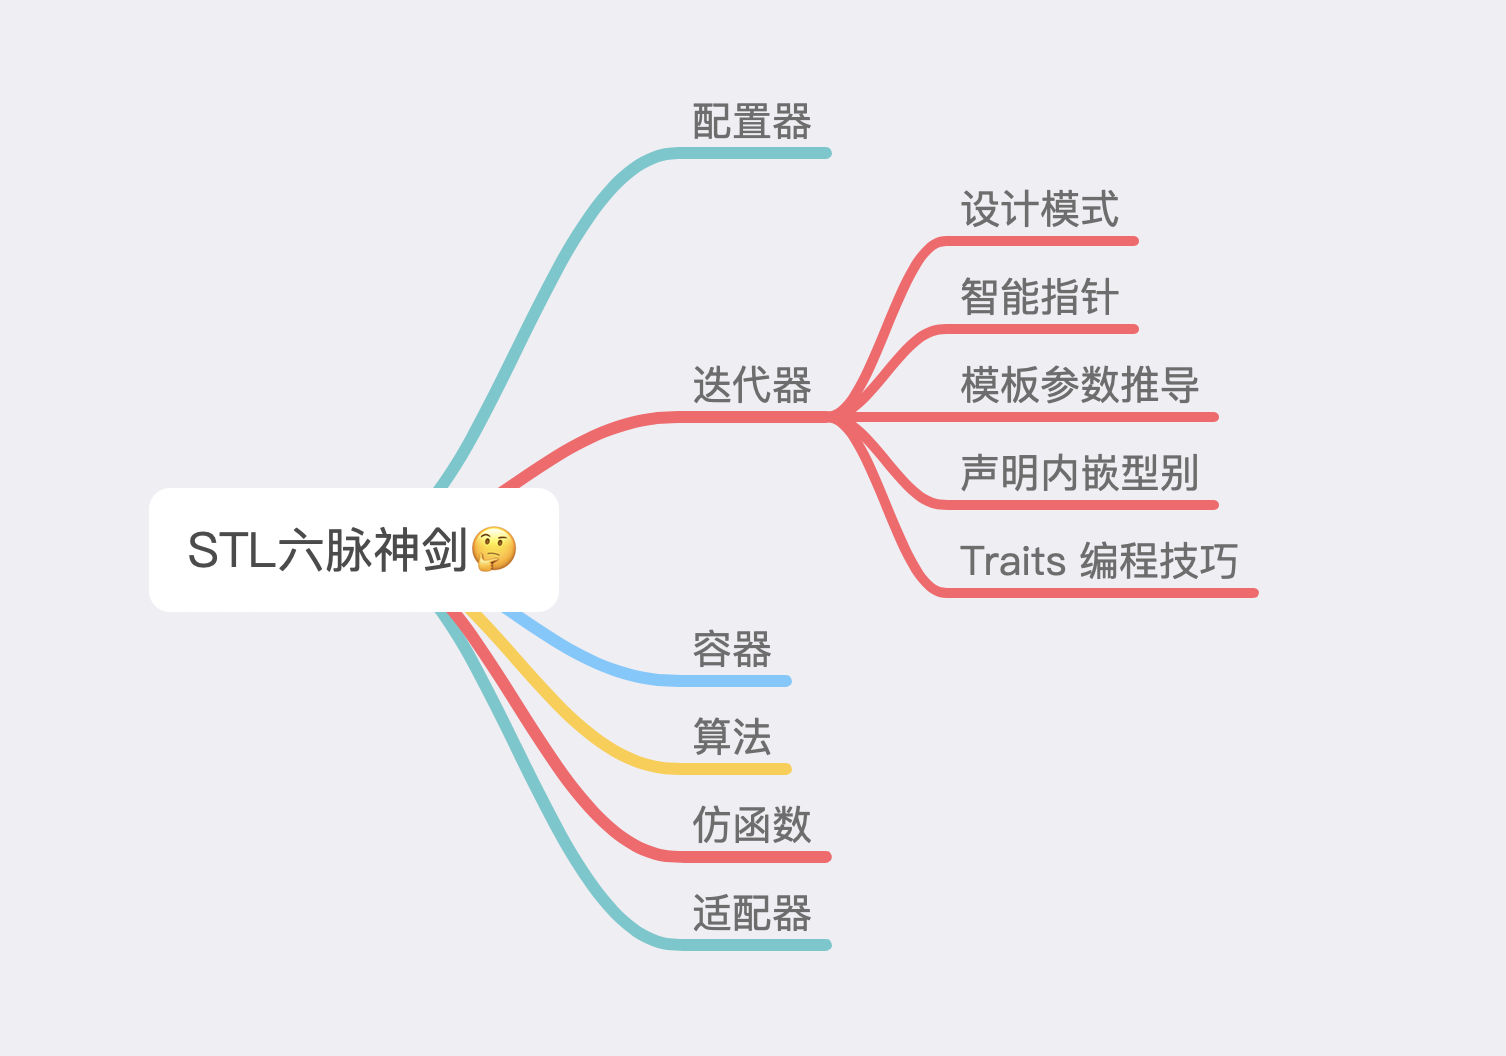 配置器
设计模式
智能指针
迭代器
模板参数推导
声明内嵌型别
STL六脉神剑🤔
Traits 编程技巧
容器
算法
仿函数
适配器